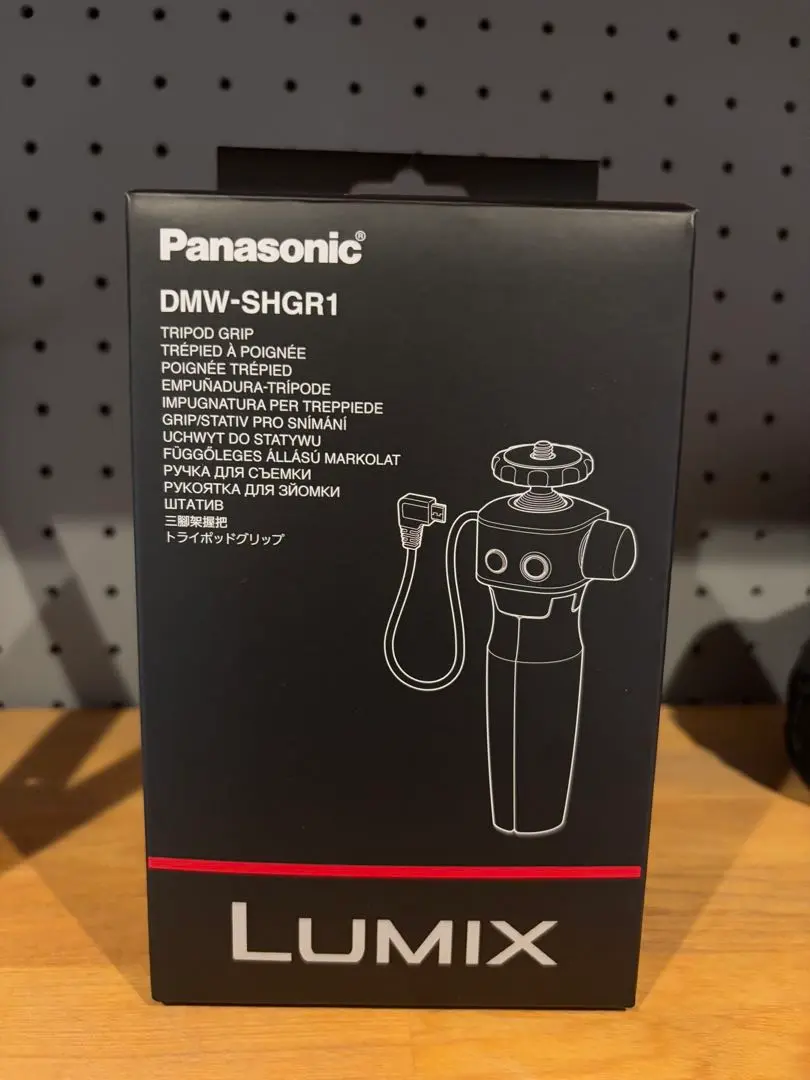 Panasonic®
DMW-SHGR1
TRIPOD GRIP
TRÉPIED À POIGNÉE
POIGNÉE TRÉPIED
EMPUÑADURA-TRÍPODE
IMPUGNATURA PER TREPPIEDE
GRIP/STATIV PRO SNÍMÁNÍ
UCHWYT DO STATYWU
FÜGGŐLEGES ÁLLÁSÚ MARKOLAT
РУЧКА ДЛЯ СЪЕМКИ
РУКОЯТКА ДЛЯ ЗЙОМКИ
ШТАТИВ
三腳架握把
トライポッドグリップ
LUMIX